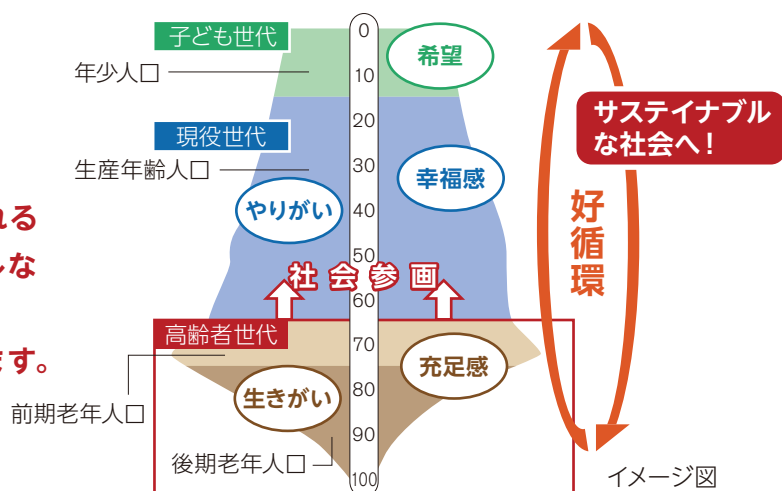 子ども世代
年少人口
現役世代
生産年齢人口
やりがい
希望
幸福感
社会参画
高齢者世代
前期老年人口
生きがい
充足感
後期老年人口
0
10
20
30
40
50
60
70
80
90
100
サステイナブル
な社会へ！
好循環
イメージ図
れる
な
ます。